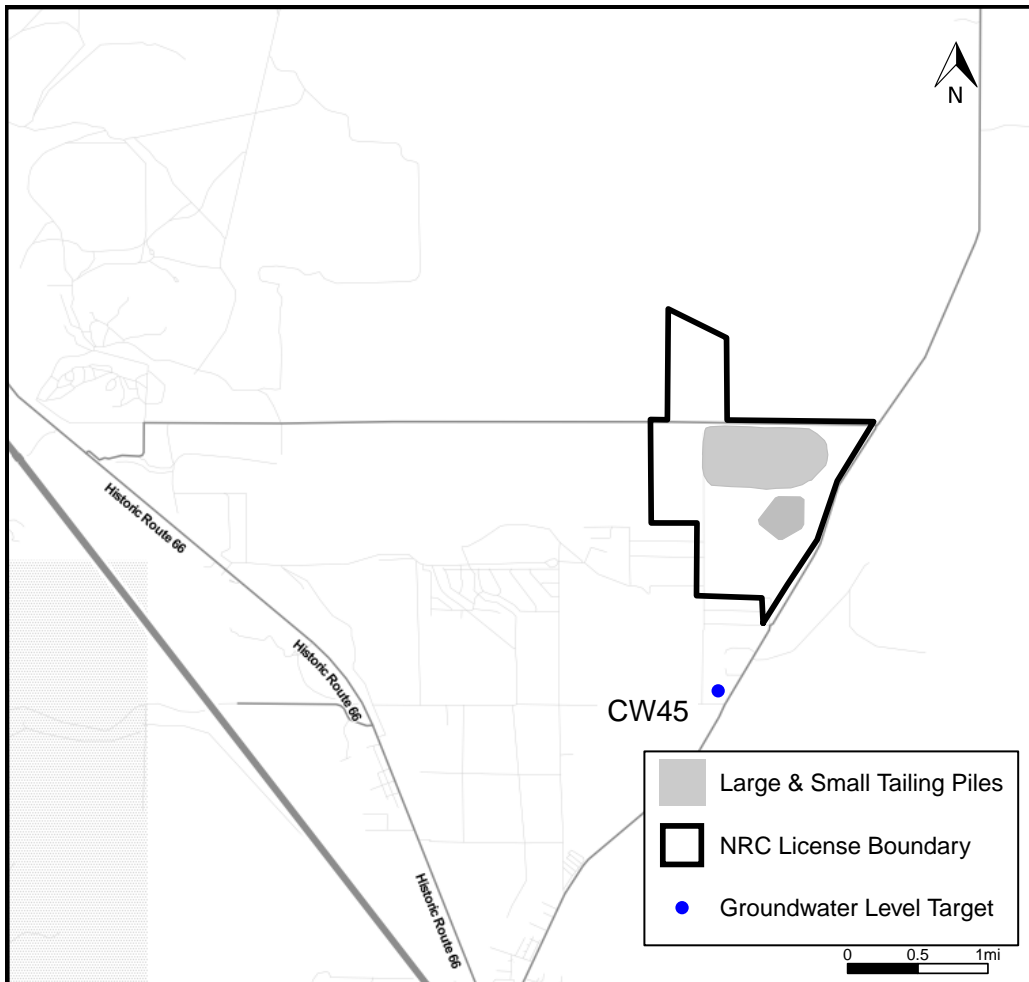 N
Historic Route 66
Historic Route 66
CW45
Large & Small Tailing Piles
NRC License Boundary
Historic Route 66
Groundwater Level Target
0 0.5 1mi